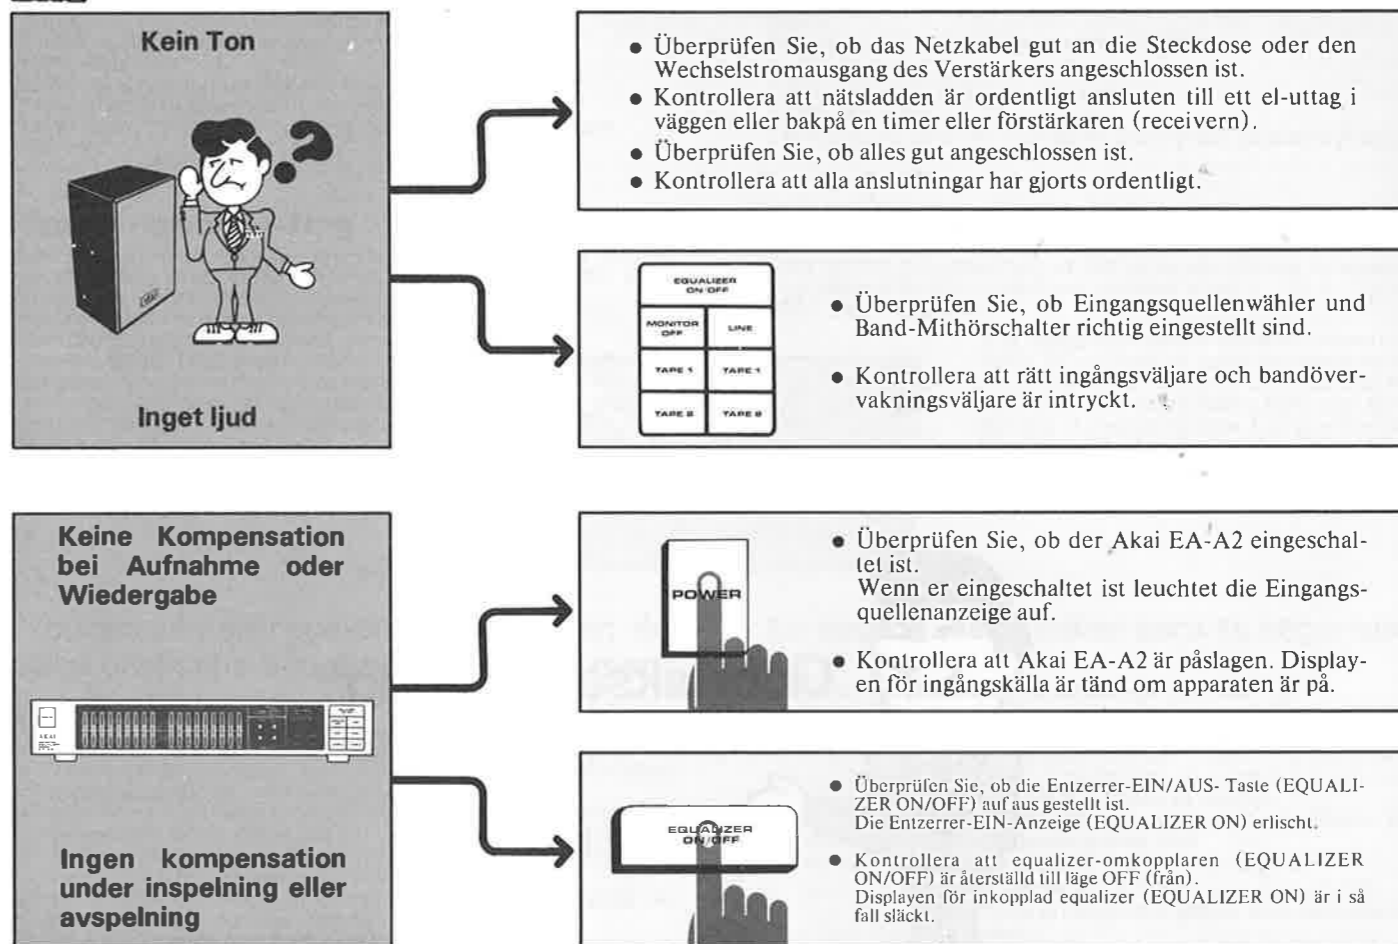 Kein Ton
Inget ljud
● Überprüfen Sie, ob das Netzkabel gut an die Steckdose oder den
Wechselstromausgang des Verstärkers angeschlossen ist.
● Kontrollera att nätsladden är ordentligt ansluten till ett el-uttag i
väggen eller bakpå en timer eller förstärkaren (receivern).
● Überprüfen Sie, ob alles gut angeschlossen ist.
● Kontrollera att alla anslutningar har gjorts ordentligt.
EQUALIZER
ON/OFF
MONITOR
OFF
LINE
TAPE 1
TAPE 1
TAPE 2
TAPE 2
● Überprüfen Sie, ob Eingangsquellenwähler und
Band-Mithörschalter richtig eingestellt sind.
● Kontrollera att rätt ingångsväljare och bandöver-
vakningsväljare är intryckt.
Keine Kompensation
bei Aufnahme oder
Wiedergabe
AKAI
Ingen kompensation
under inspelning eller
avspelning
POWER
● Überprüfen Sie, ob der Akai EA-A2 eingeschal-
tet ist.
Wenn er eingeschaltet ist leuchtet die Eingangs-
quellenanzeige auf.
● Kontrollera att Akai EA-A2 är påslagen. Display-
en för ingångskälla är tänd om apparaten är på.
EQUALIZER
ON/OFF
● Überprüfen Sie, ob die Entzerrer-EIN/AUS- Taste (EQUALI-
ZER ON/OFF) auf aus gestellt ist.
Die Entzerrer-EIN-Anzeige (EQUALIZER ON) erlischt.
● Kontrollera att equalizer-omkopplaren (EQUALIZER
ON/OFF) är återställd till läge OFF (från).
Displayen för inkopplad equalizer (EQUALIZER ON) är i så
fall släckt.